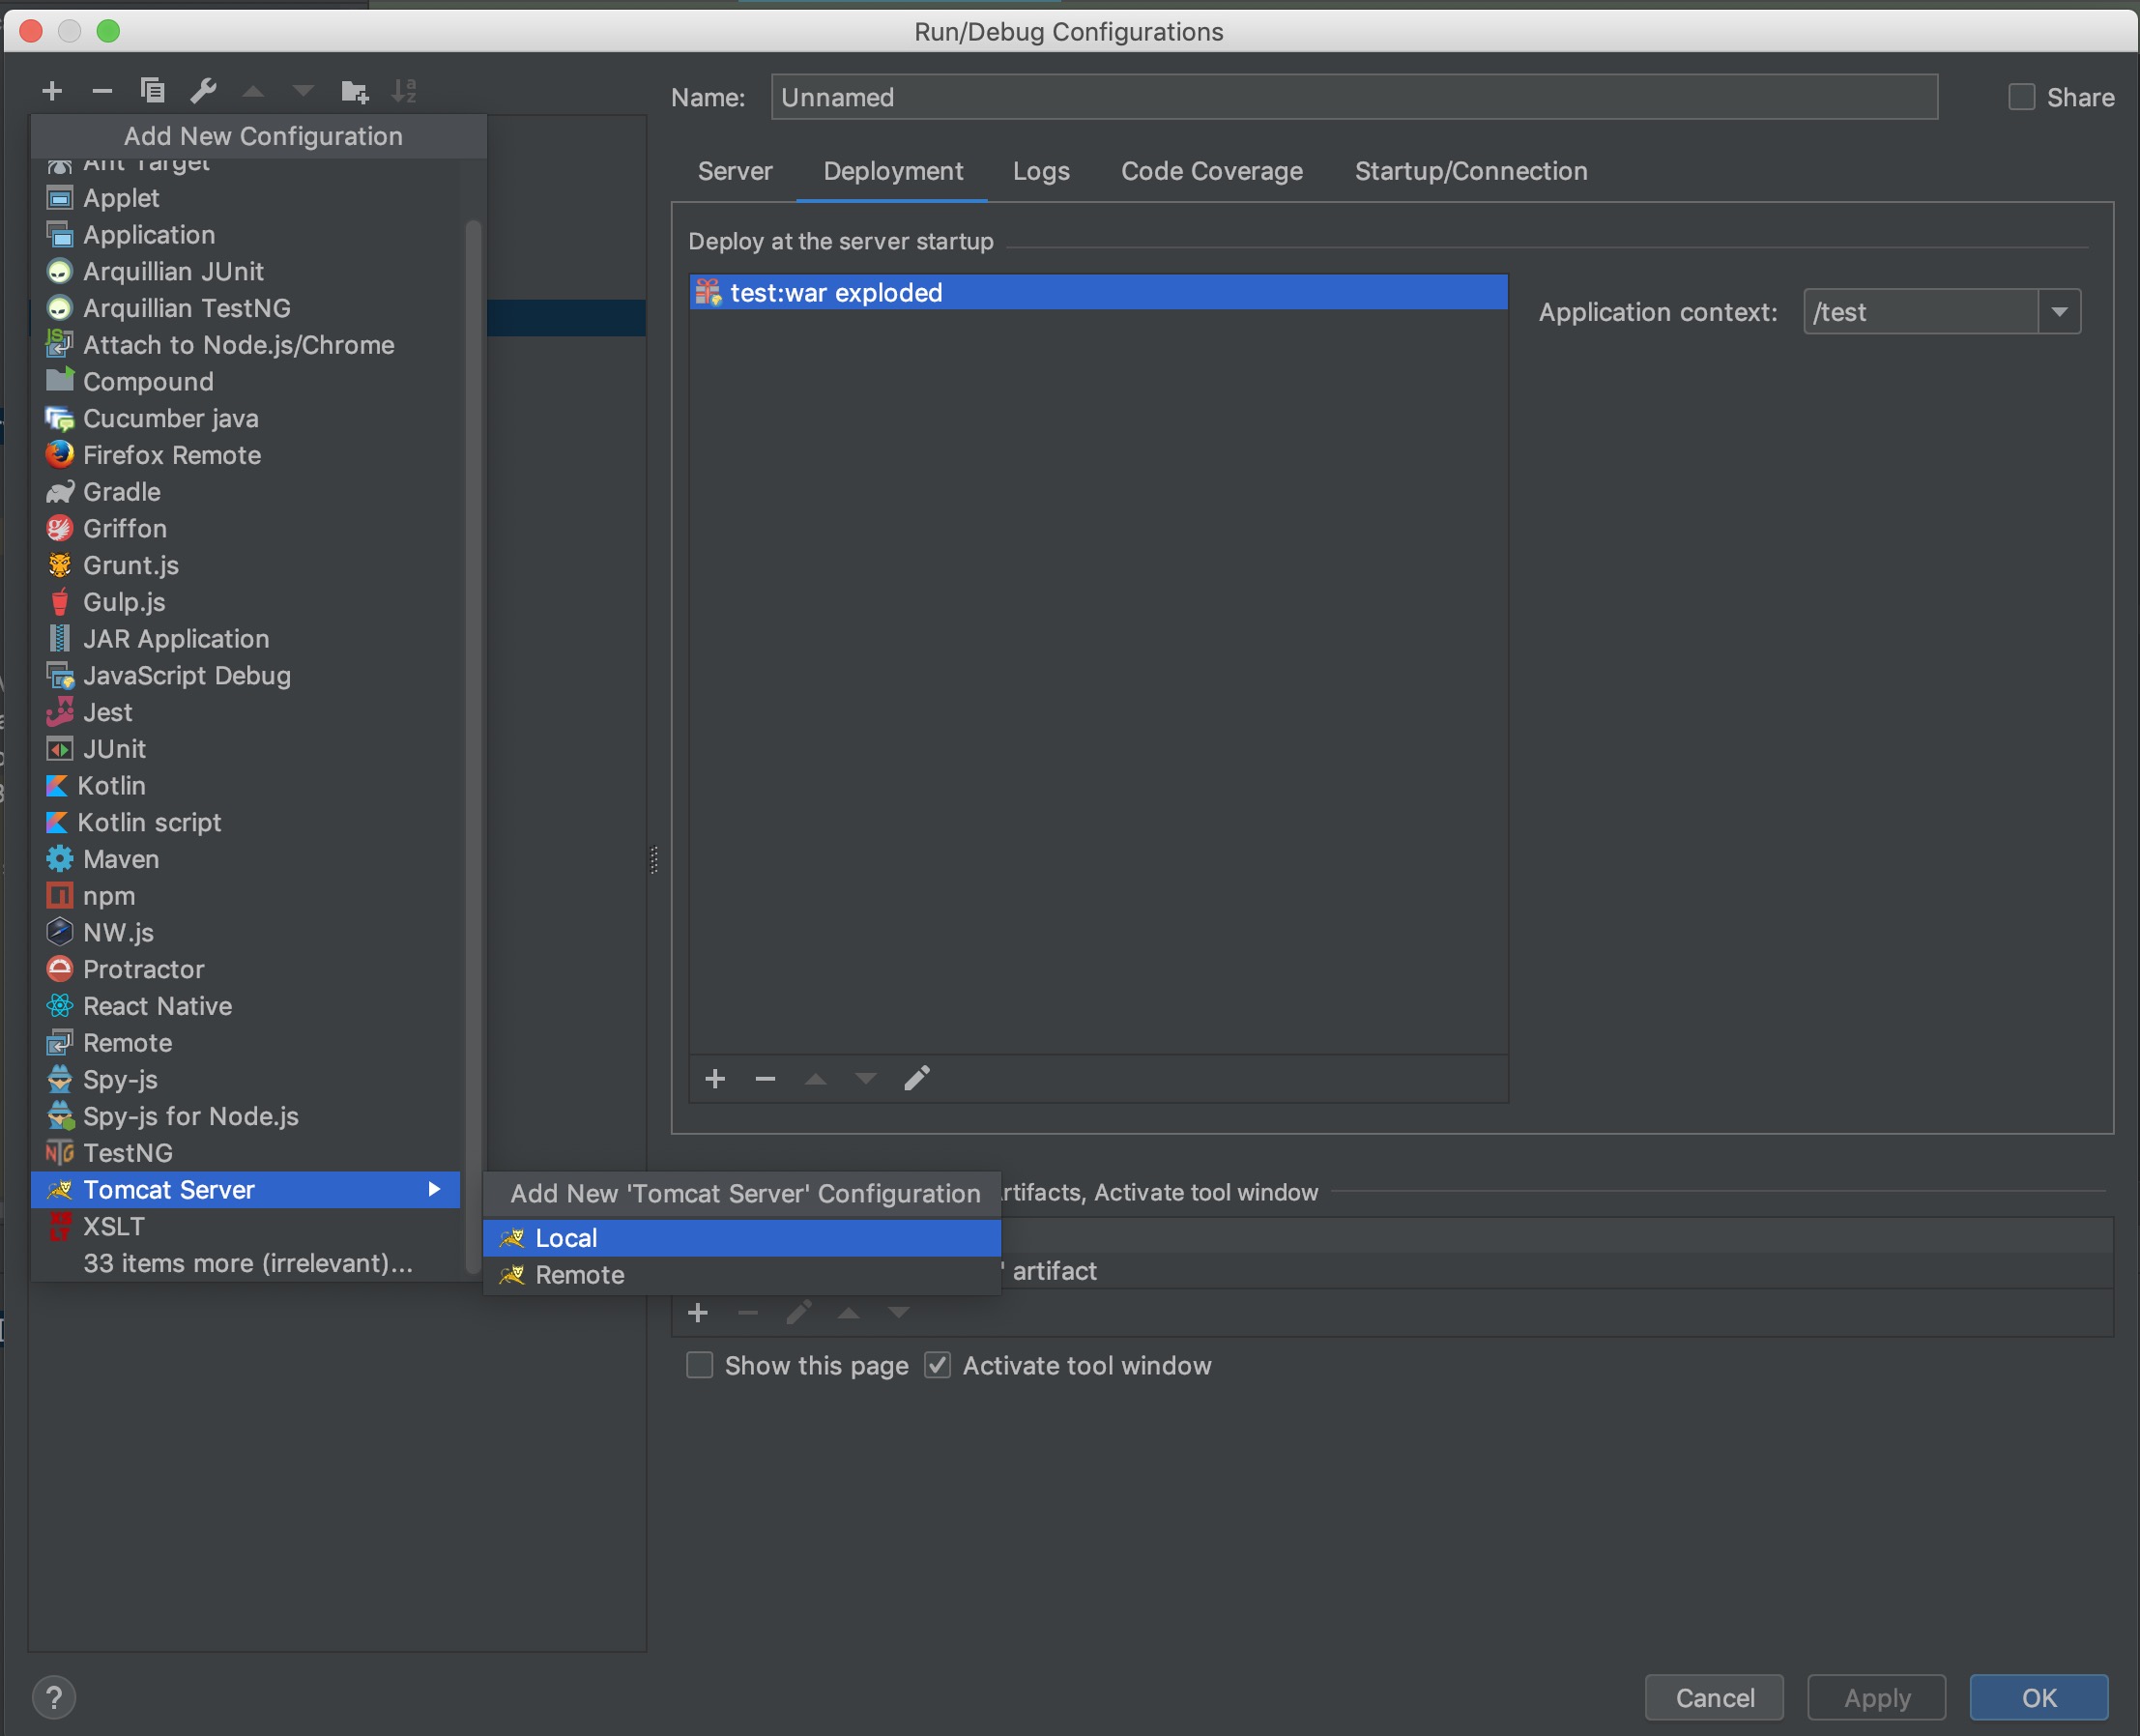 Run/Debug Configurations
Name: Unnamed Share
Add New Configuration
Ant Target
Applet
Application
Arquillian JUnit
Arquillian TestNG
Attach to Node.js/Chrome
Compound
Cucumber java
Firefox Remote
Gradle
Griffon
Grunt.js
Gulp.js
JAR Application
JavaScript Debug
Jest
JUnit
Kotlin
Kotlin script
Maven
npm
NW.js
Protractor
React Native
Remote
Spy-js
Spy-js for Node.js
TestNG
Tomcat Server
XSLT
33 items more (irrelevant)...
Add New 'Tomcat Server' Configuration
Local
Remote
Server Deployment Logs Code Coverage Startup/Connection
Deploy at the server startup
test:war exploded
Application context: /test
rtifacts, Activate tool window
' artifact
Show this page Activate tool window
? Cancel Apply OK